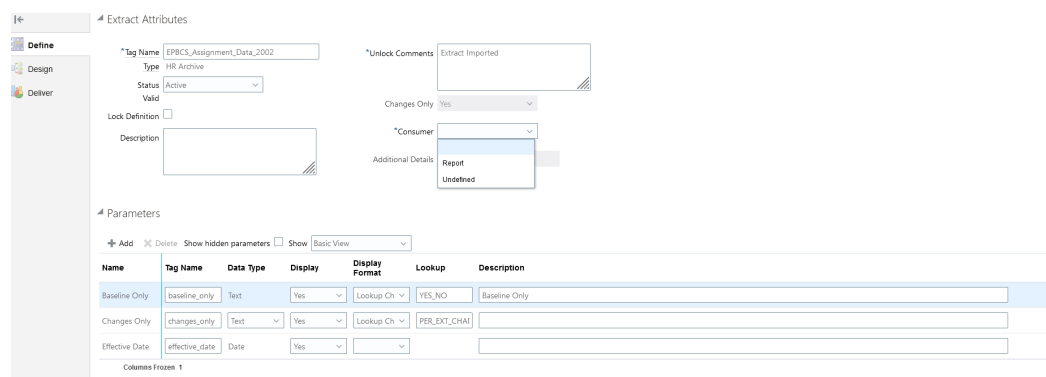 Extract Attributes
Define
Design
Deliver
*Tag Name EPBCS_Assignment_Data_2002
Type HR Archive
Status Active
Valid
Lock Definition
Description
*Unlock Comments Extract Imported
Changes Only Yes
*Consumer
Additional Details
Report
Undefined
Parameters
Add Delete Show hidden parameters Show Basic View
Name Tag Name Data Type Display Display Format Lookup Description
Baseline Only baseline_only Text Yes Lookup Ch YES_NO Baseline Only
Changes Only changes_only Text Yes Lookup Ch PER_EXT_CHAN
Effective Date effective_date Date Yes
Columns Frozen 1